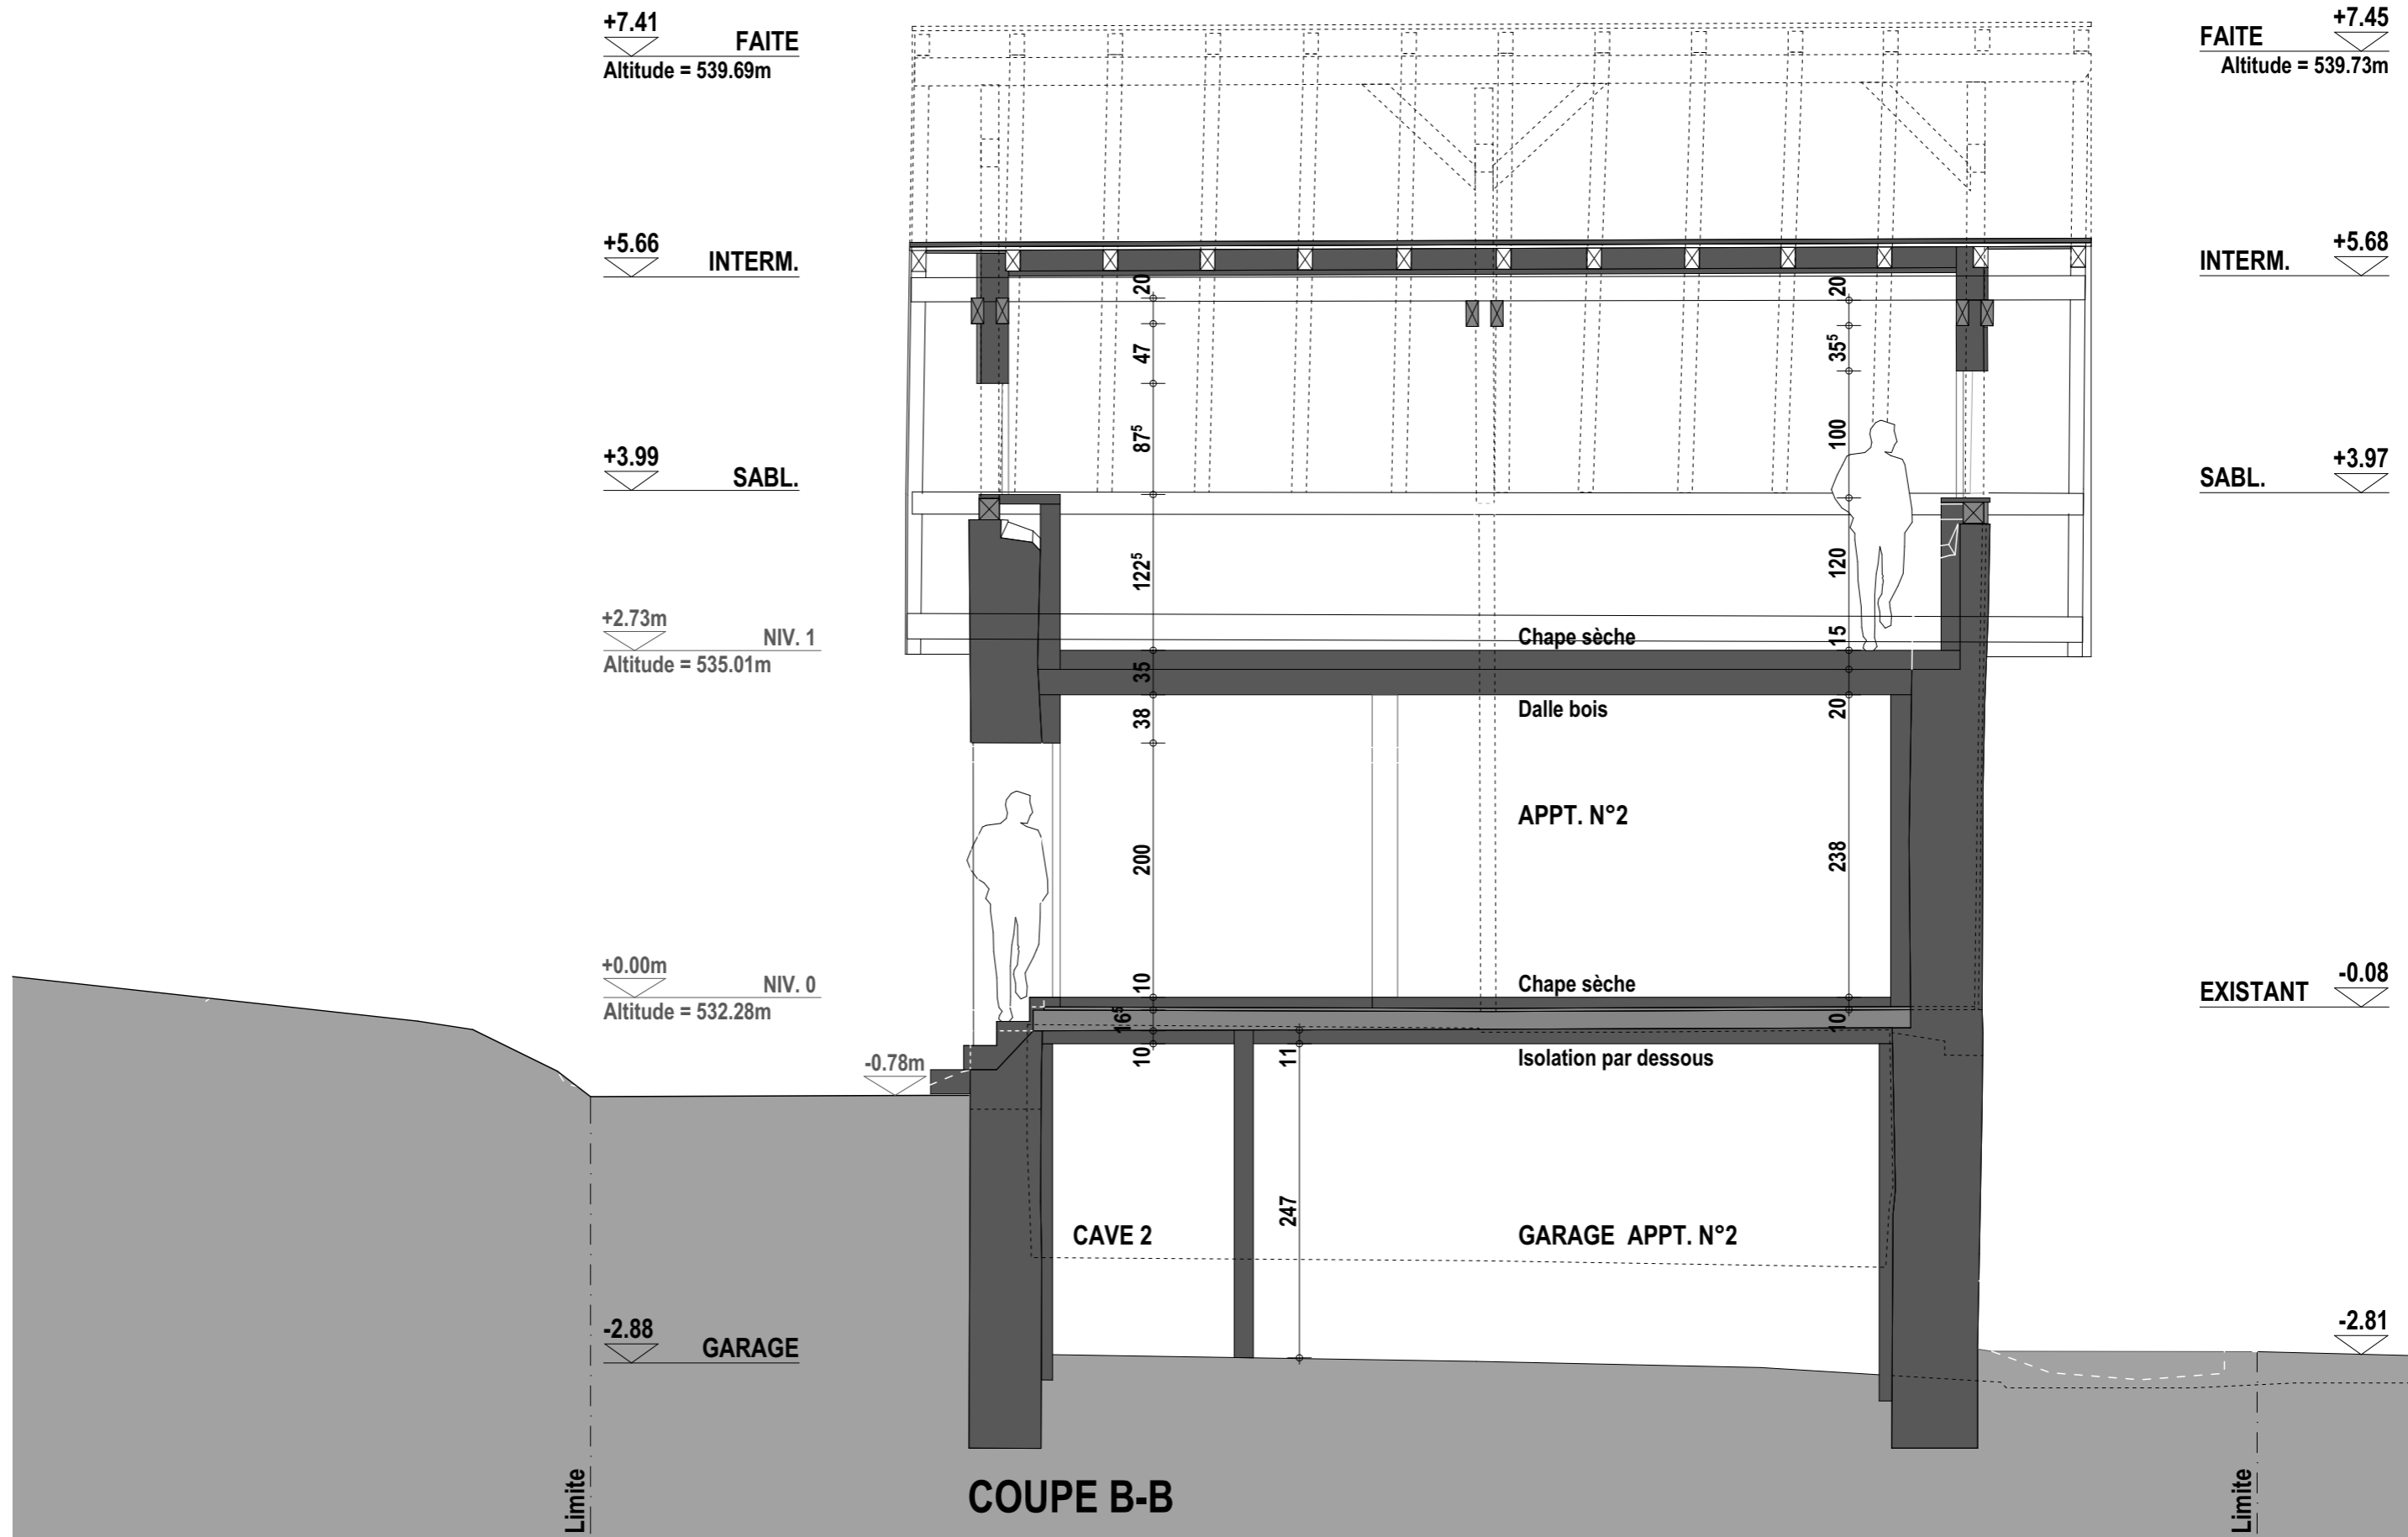 +7.41
FAITE
Altitude = 539.69m
+7.45
FAITE
Altitude = 539.73m
+5.66
INTERM.
+5.68
INTERM.
20
20
47
35⁵
87⁵
100
+3.99
SABL.
+3.97
SABL.
122⁵
120
+2.73m
NIV. 1
Altitude = 535.01m
Chape sèche
15
35
Dalle bois
38
20
APPT. N°2
200
238
+0.00m
NIV. 0
Altitude = 532.28m
Chape sèche
10
-0.08
EXISTANT
16⁵
10
-0.78m
10
11
Isolation par dessous
247
CAVE 2
GARAGE APPT. N°2
-2.88
GARAGE
-2.81
COUPE B-B
Limite
Limite